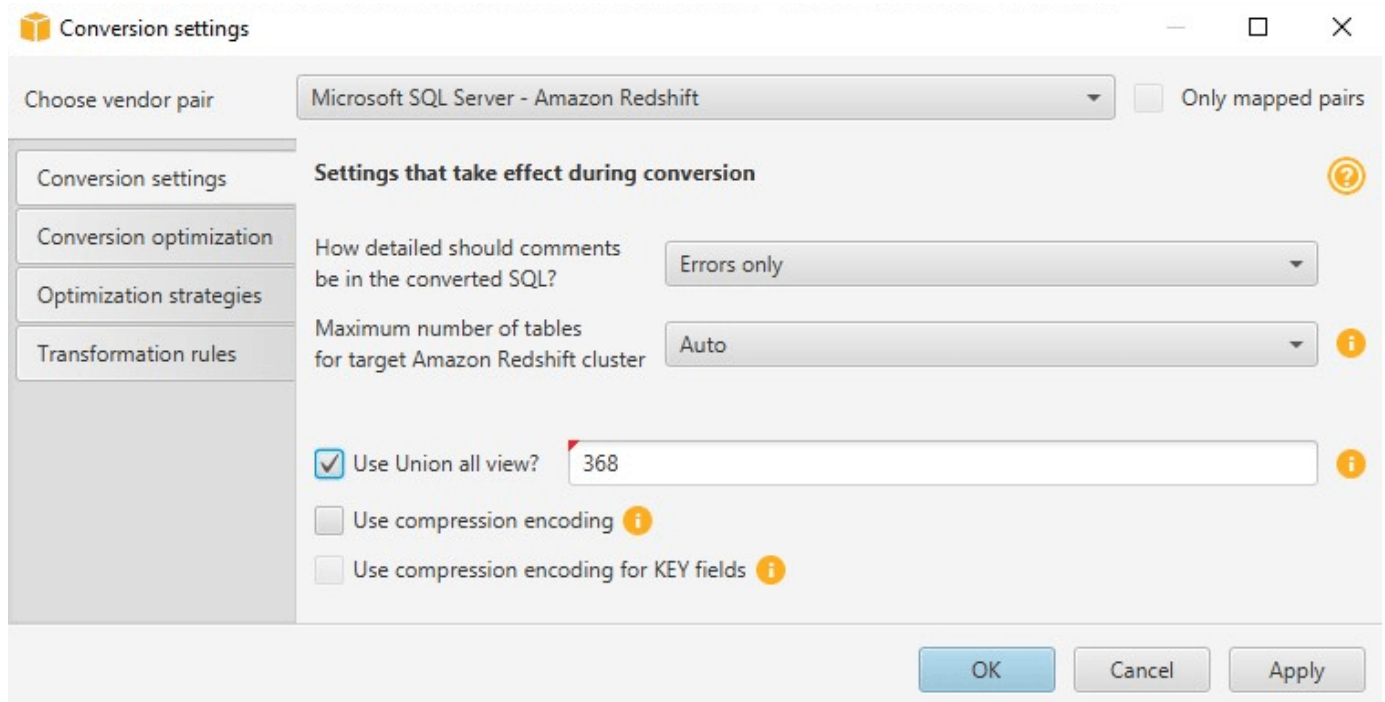 Conversion settings
Choose vendor pair
Microsoft SQL Server - Amazon Redshift
Only mapped pairs
Conversion settings
Conversion optimization
Optimization strategies
Transformation rules
Settings that take effect during conversion
How detailed should comments
be in the converted SQL?
Errors only
Maximum number of tables
for target Amazon Redshift cluster
Auto
Use Union all view?
368
Use compression encoding
Use compression encoding for KEY fields
OK
Cancel
Apply